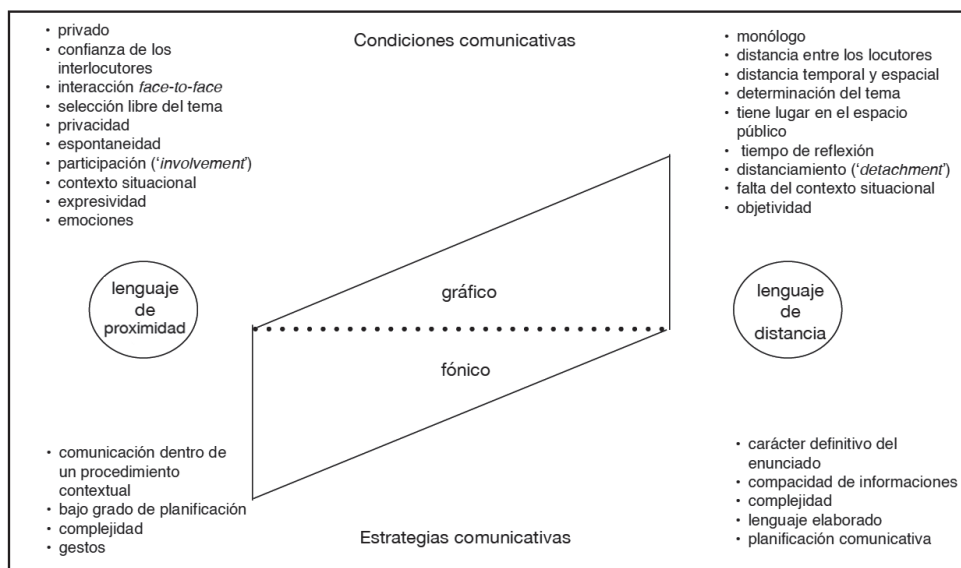 • privado
• confianza de los
interlocutores
• interacción face-to-face
• selección libre del tema
• privacidad
• espontaneidad
• participación (‘involvement’)
• contexto situacional
• expresividad
• emociones
Condiciones comunicativas
• monólogo
• distancia entre los locutores
• distancia temporal y espacial
• determinación del tema
• tiene lugar en el espacio
público
• tiempo de reflexión
• distanciamiento (‘detachment’)
• falta del contexto situacional
• objetividad
lenguaje
de
proximidad
gráfico
fónico
lenguaje
de
distancia
• comunicación dentro de
un procedimiento
contextual
• bajo grado de planificación
• complejidad
• gestos
Estrategias comunicativas
• carácter definitivo del
enunciado
• compacidad de informaciones
• complejidad
• lenguaje elaborado
• planificación comunicativa